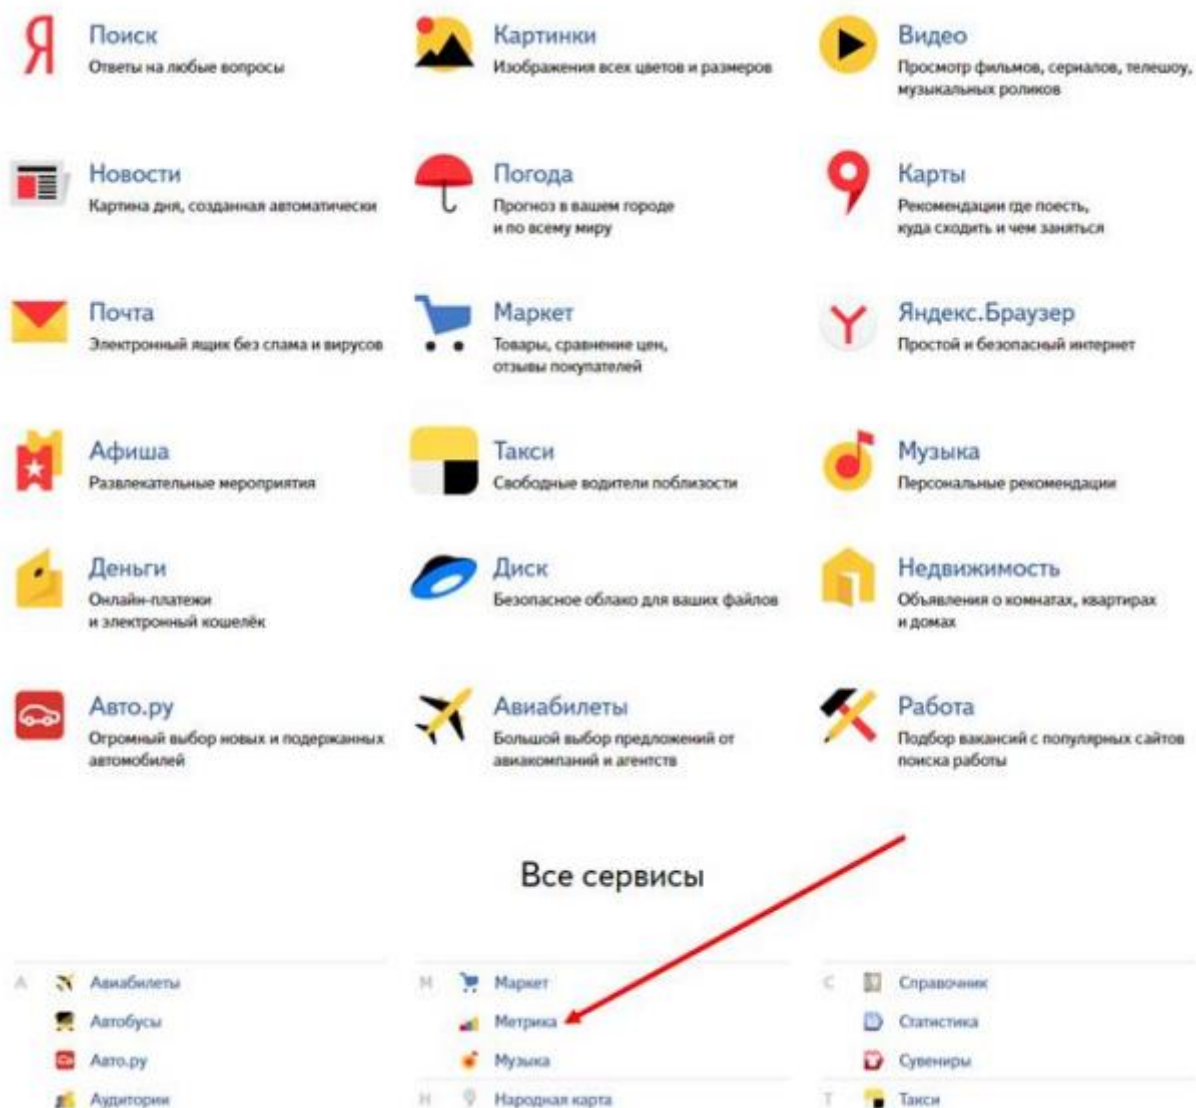 Я Поиск
Ответы на любые вопросы
Картинки
Изображения всех цветов и размеров
Видео
Просмотр фильмов, сериалов, телешоу,
музыкальных роликов
Новости
Картина дня, созданная автоматически
Погода
Прогноз в вашем городе
и по всему миру
Карты
Рекомендации где поесть,
куда сходить и чем заняться
Почта
Электронный ящик без спама и вирусов
Маркет
Товары, сравнение цен,
отзывы покупателей
Яндекс.Браузер
Простой и безопасный интернет
Афиша
Развлекательные мероприятия
Такси
Свободные водители поблизости
Музыка
Персональные рекомендации
Деньги
Онлайн-платежи
и электронный кошелёк
Диск
Безопасное облако для ваших файлов
Недвижимость
Объявления о комнатах, квартирах
и домах
Авто.ру
Огромный выбор новых и подержанных
автомобилей
Авиабилеты
Большой выбор предложений от
авиакомпаний и агентств
Работа
Подбор вакансий с популярных сайтов
поиска работы
Все сервисы
А Авиабилеты
Автобусы
Авто.ру
Аудитории
М Маркет
Метрика
Музыка
Н Народная карта
С Справочник
Статистика
Сувениры
Т Такси